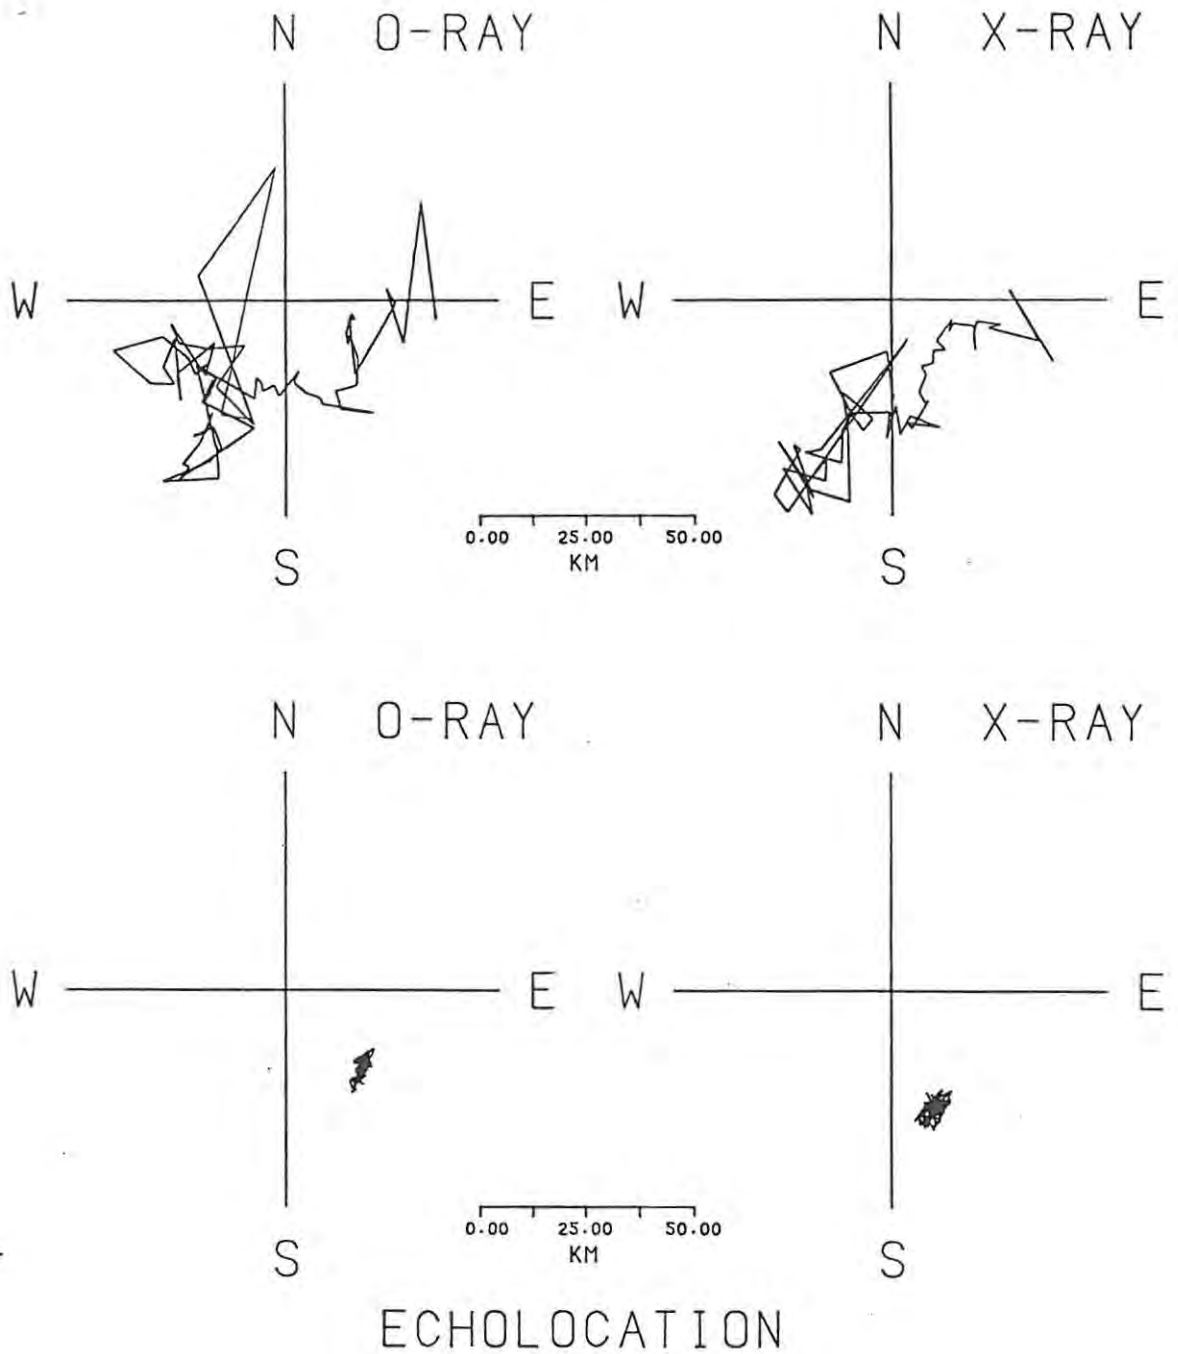 N O-RAY N X-RAY
W E W E
0.00 25.00 50.00
KM
S S
N O-RAY N X-RAY
W E W E
0.00 25.00 50.00
KM
S S
ECHOLOCATION